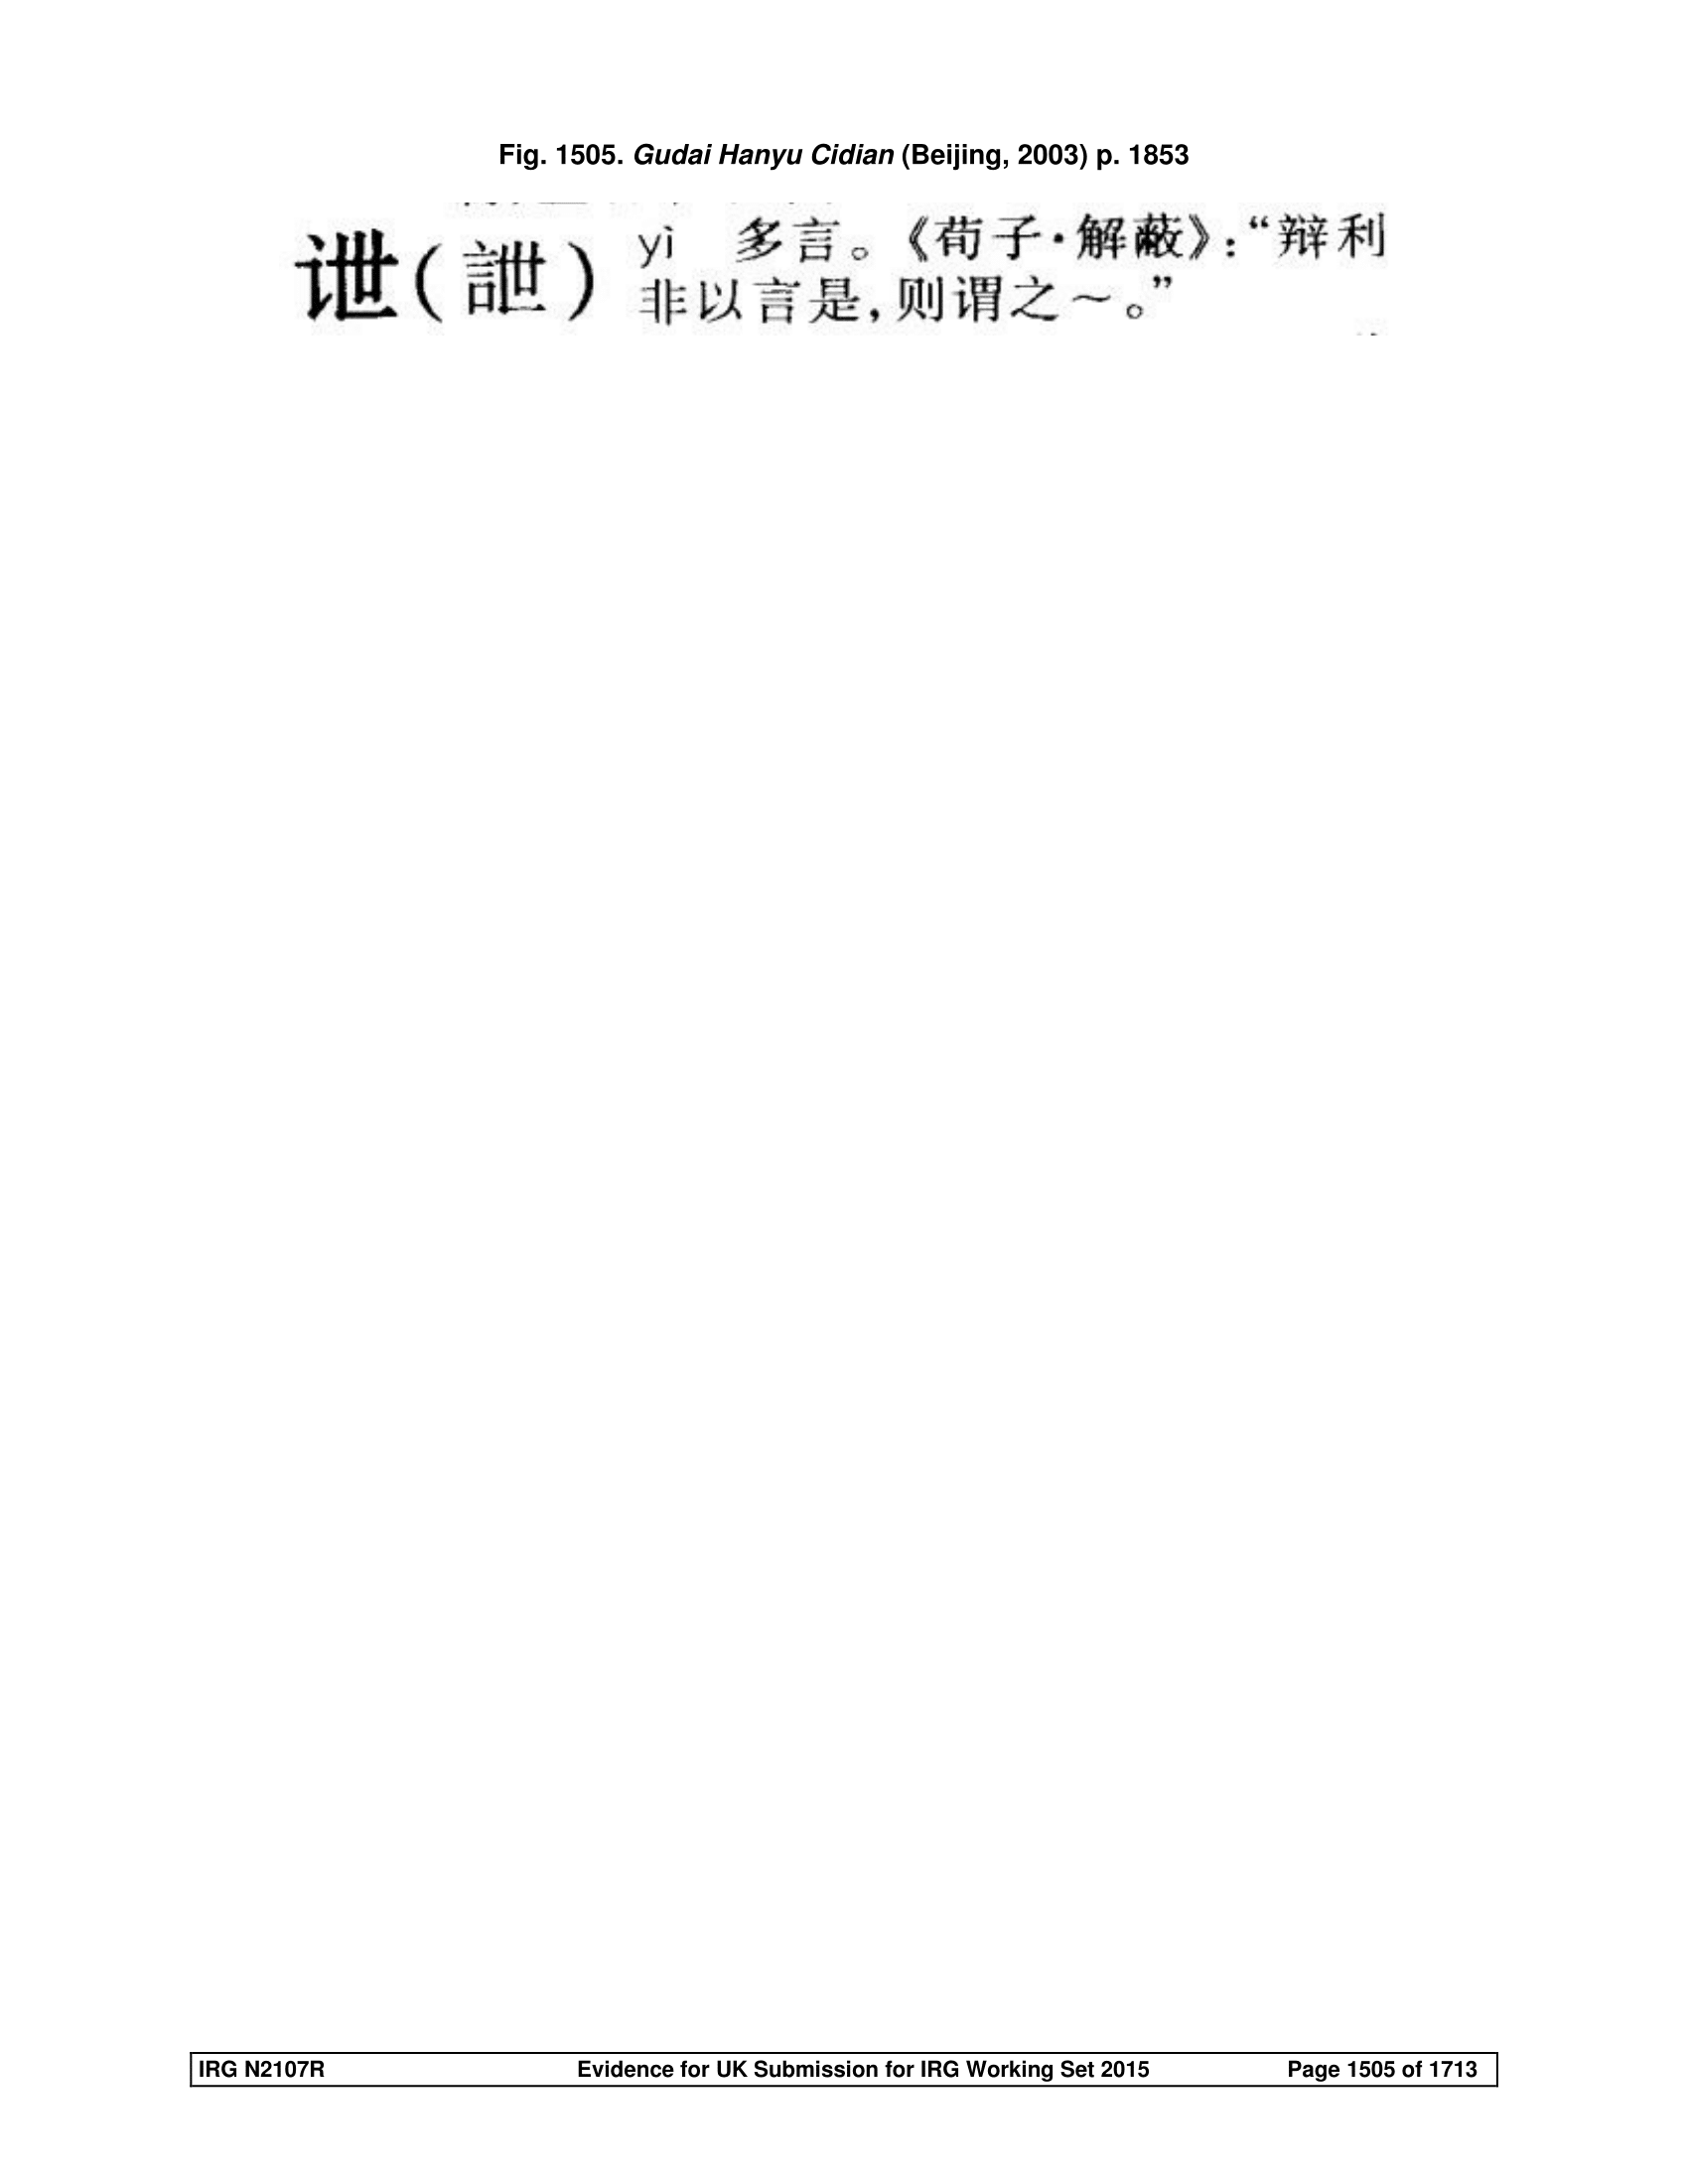 Fig. 1505. Gudai Hanyu Cidian (Beijing, 2003) p. 1853
⿰讠世(詍) yì 多言。《荀子·解蔽》:“辩利
非以言是,则谓之~。”
IRG N2107R Evidence for UK Submission for IRG Working Set 2015 Page 1505 of 1713